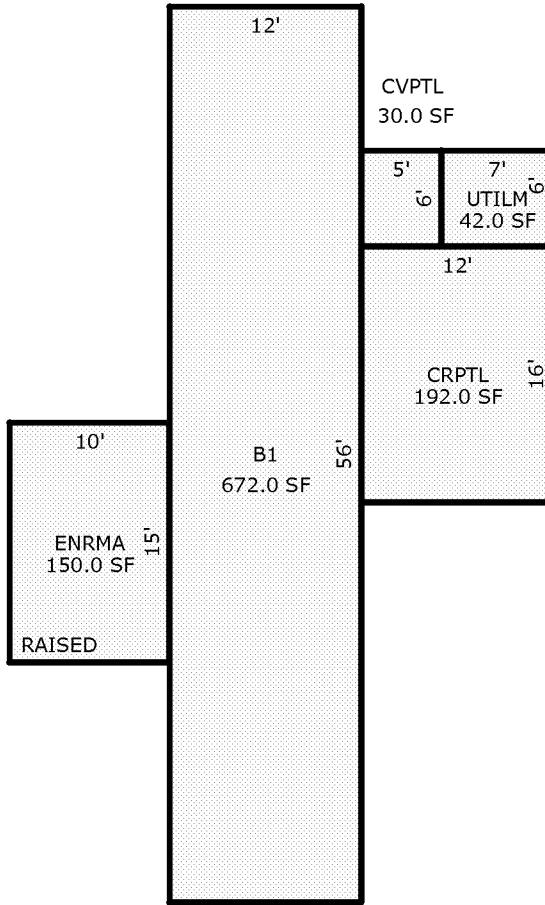 12'
CVPTL
30.0 SF
5'
6'
7'
6'
UTILM
42.0 SF
12'
CRPTL
192.0 SF
16'
10'
B1
672.0 SF
56'
ENRMA
150.0 SF
15'
RAISED